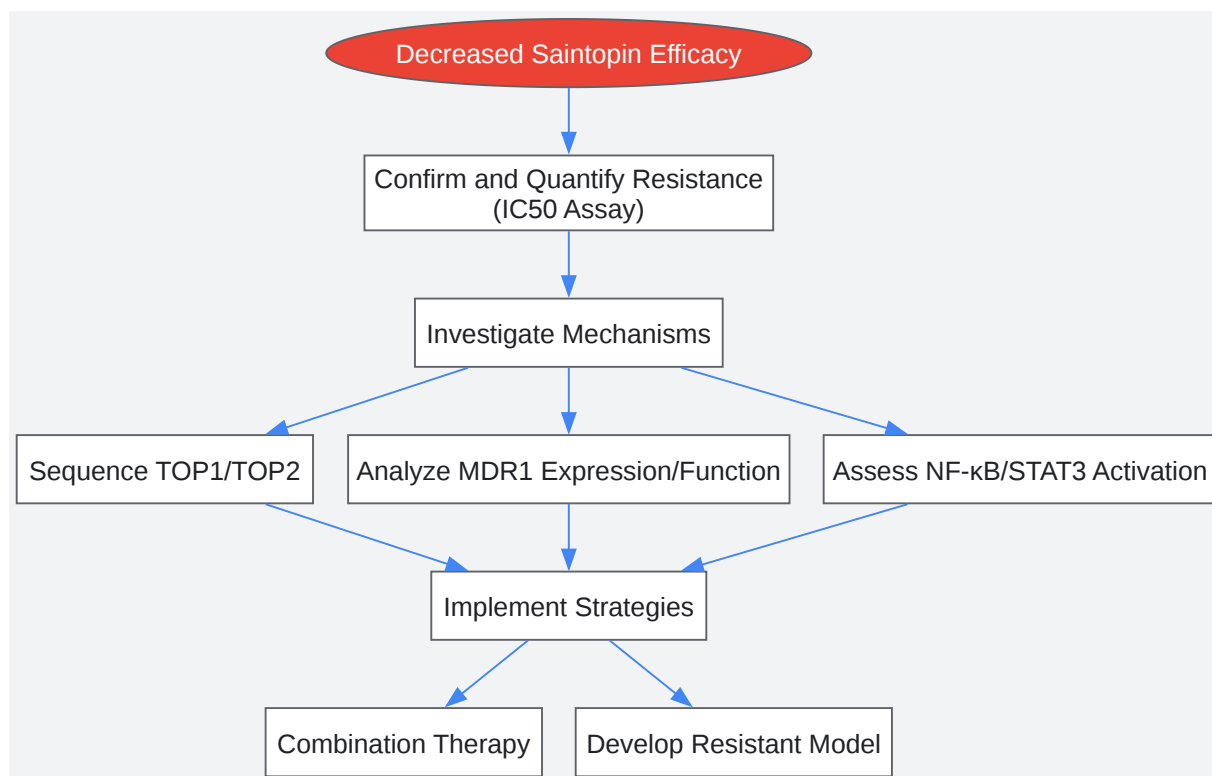 Decreased Saintopin Efficacy
Confirm and Quantify Resistance
(IC50 Assay)
Investigate Mechanisms
Sequence TOP1/TOP2
Analyze MDR1 Expression/Function
Assess NF-κB/STAT3 Activation
Implement Strategies
Combination Therapy
Develop Resistant Model